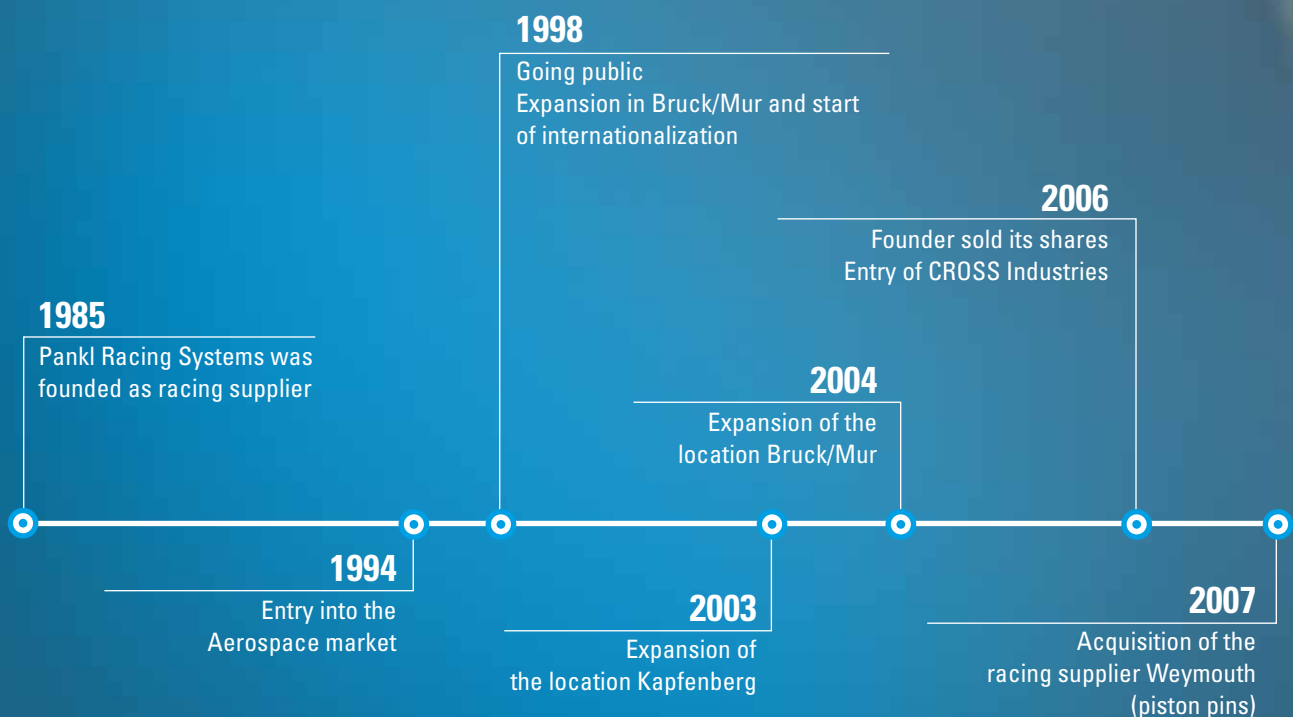 1998
Going public
Expansion in Bruck/Mur and start
of internationalization
2006
Founder sold its shares
Entry of CROSS Industries
1985
Pankl Racing Systems was
founded as racing supplier
2004
Expansion of the
location Bruck/Mur
1994
Entry into the
Aerospace market
2003
Expansion of
the location Kapfenberg
2007
Acquisition of the
racing supplier Weymouth
(piston pins)